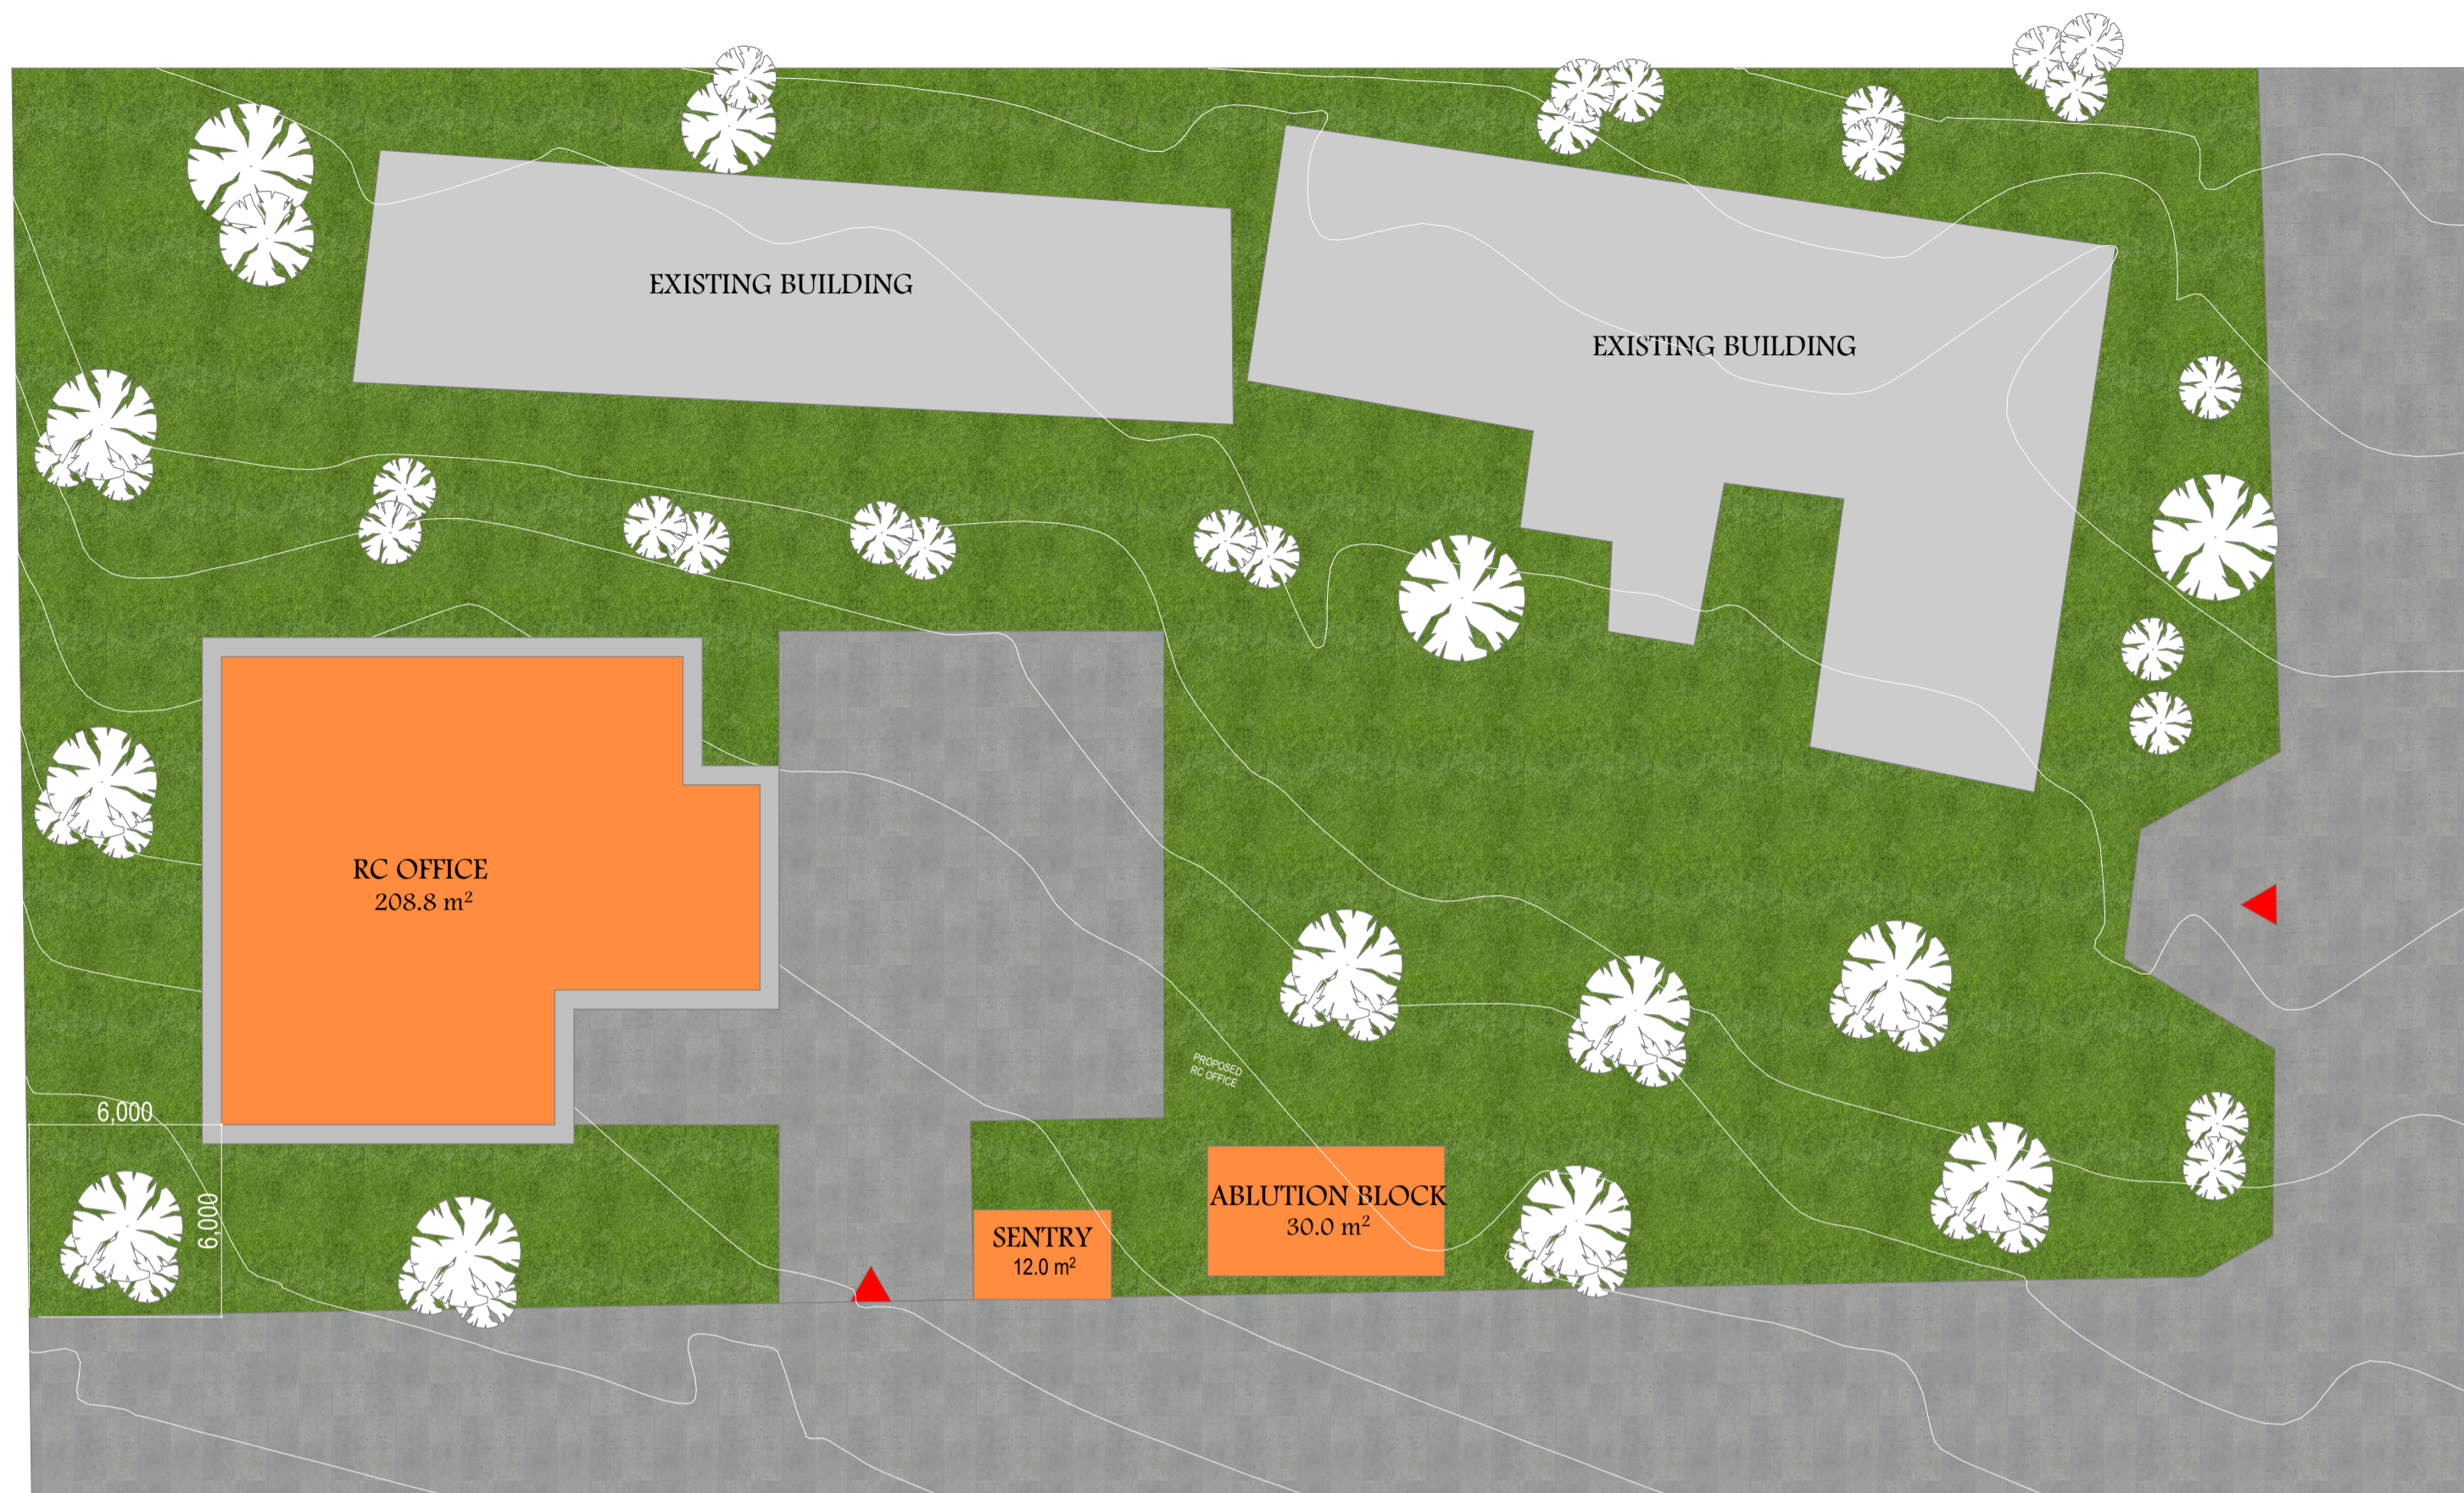 EXISTING BUILDING
EXISTING BUILDING
RC OFFICE
208.8 m²
PROPOSED
RC OFFICE
6,000
6,000
ABLUTION BLOCK
30.0 m²
SENTRY
12.0 m²